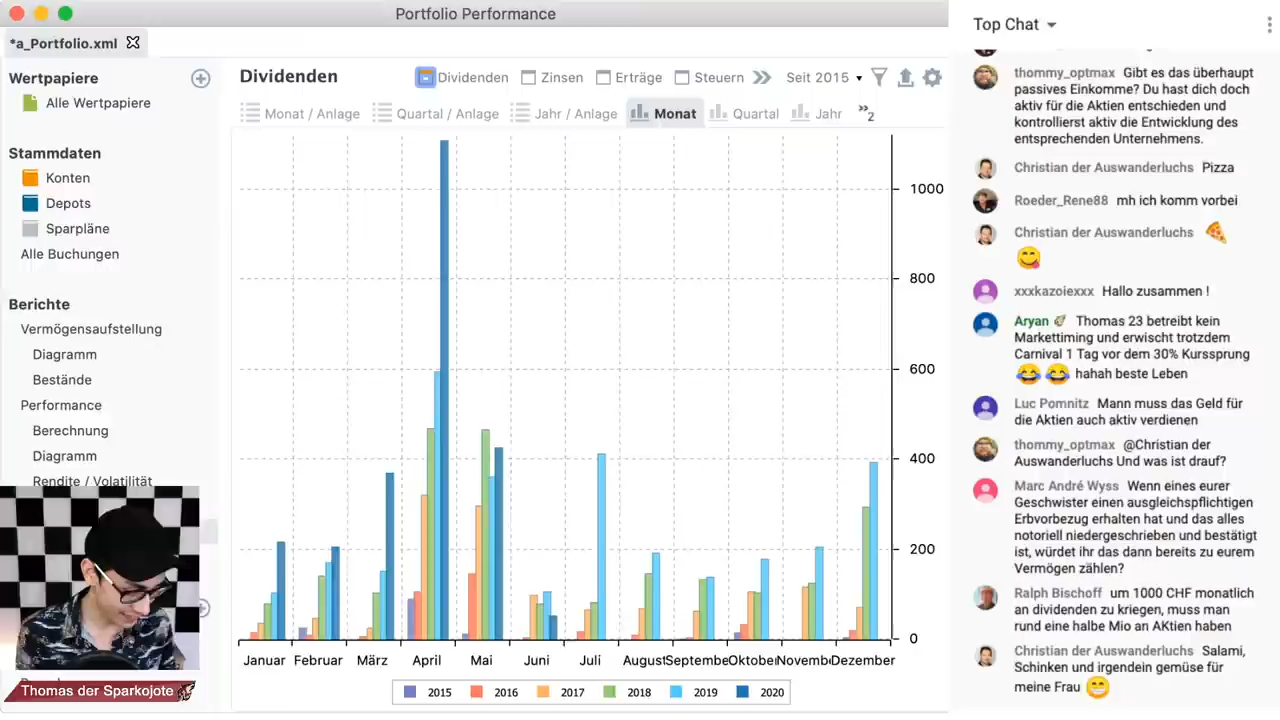 Portfolio Performance
*a_Portfolio.xml
Wertpapiere
Alle Wertpapiere
Stammdaten
Konten
Depots
Sparpläne
Alle Buchungen
Berichte
Vermögensaufstellung
Diagramm
Bestände
Performance
Berechnung
Diagramm
Rendite / Volatilität
Thomas der Sparkojote
Dividenden
Dividenden Zinsen Erträge Steuern Seit 2015
Monat / Anlage Quartal / Anlage Jahr / Anlage Monat Quartal Jahr 2
1000
800
600
400
200
0
Januar Februar März April Mai Juni Juli August Septembe Oktober Novembe Dezember
2015 2016 2017 2018 2019 2020
Top Chat
thommy_optmax Gibt es das überhaupt
passives Einkomme? Du hast dich doch
aktiv für die Aktien entschieden und
kontrollierst aktiv die Entwicklung des
entsprechenden Unternehmens.
Christian der Auswanderluchs Pizza
Roeder_Rene88 mh ich komm vorbei
Christian der Auswanderluchs 🍕
😋
xxxkazoiexxx Hallo zusammen !
Aryan Thomas 23 betreibt kein
Markettiming und erwischt trotzdem
Carnival 1 Tag vor dem 30% Kurssprung
😂 😂 hahah beste Leben
Luc Pomnitz Mann muss das Geld für
die Aktien auch aktiv verdienen
thommy_optmax @Christian der
Auswanderluchs Und was ist drauf?
Marc André Wyss Wenn eines eurer
Geschwister einen ausgleichspflichtigen
Erbvorbezug erhalten hat und das alles
notoriell niedergeschrieben und bestätigt
ist, würdet ihr das dann bereits zu eurem
Vermögen zählen?
Ralph Bischoff um 1000 CHF monatlich
an dividenden zu kriegen, muss man
rund eine halbe Mio an AKtien haben
Christian der Auswanderluchs Salami,
Schinken und irgendein gemüse für
meine Frau 😁